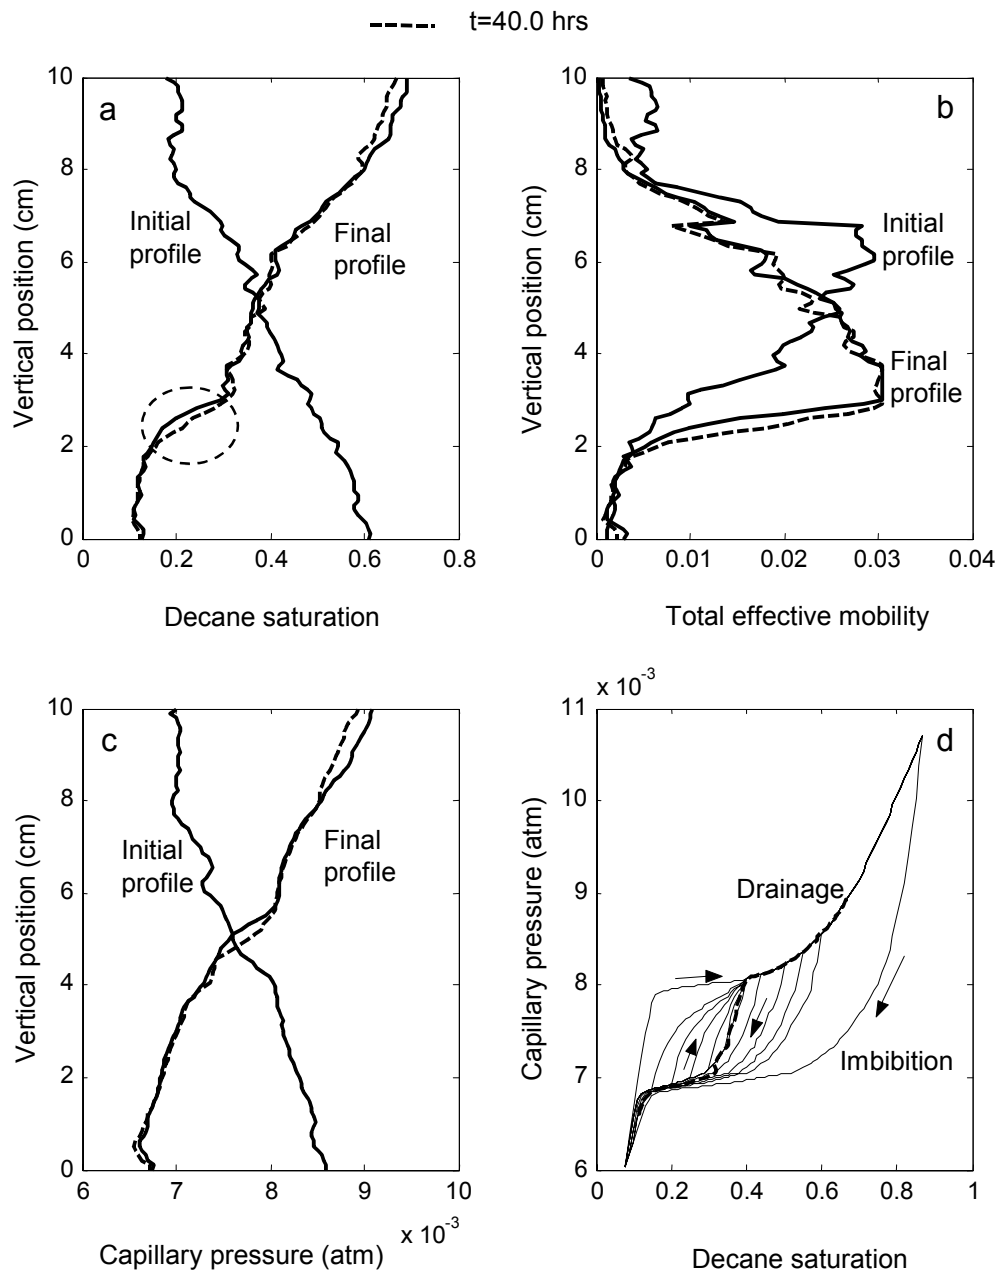 t=40.0 hrs
a
Initial
profile
Final
profile
10
8
6
4
2
0
0
0.2
0.4
0.6
0.8
Vertical position (cm)
Decane saturation
b
Initial
profile
Final
profile
10
8
6
4
2
0
0
0.01
0.02
0.03
0.04
Vertical position (cm)
Total effective mobility
c
Initial
profile
Final
profile
10
8
6
4
2
0
6
7
8
9
10
x 10⁻³
Vertical position (cm)
Capillary pressure (atm)
x 10⁻³
d
Drainage
Imbibition
11
10
9
8
7
6
0
0.2
0.4
0.6
0.8
1
Capillary pressure (atm)
Decane saturation